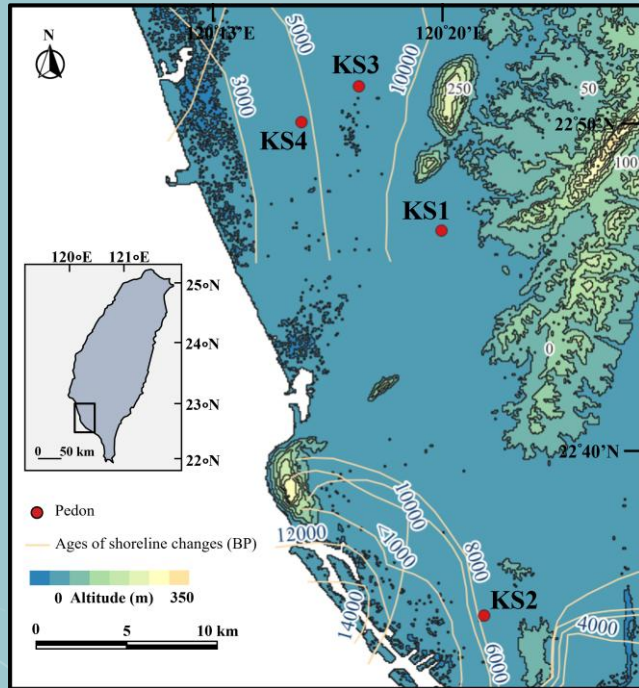 N
120°13'E
120°20'E
5000
3000
10000
KS3
KS4
250
50
22°50'N
100
KS1
0
120°E 121°E
25°N
24°N
23°N
22°N
0 50 km
22°40'N
Pedon
Ages of shoreline changes (BP)
0 Altitude (m) 350
0 5 10 km
12000
10000
<1000
8000
14000
KS2
6000
4000